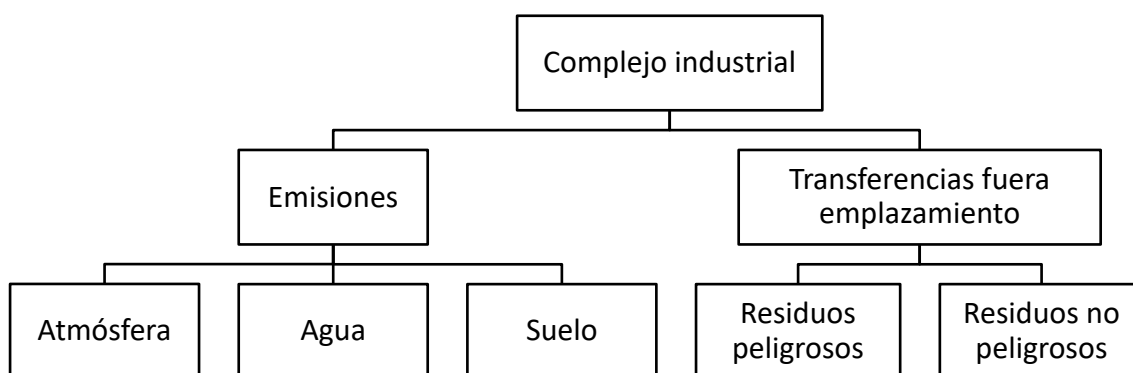 Complejo industrial
Emisiones
Transferencias fuera
emplazamiento
Atmósfera
Agua
Suelo
Residuos
peligrosos
Residuos no
peligrosos